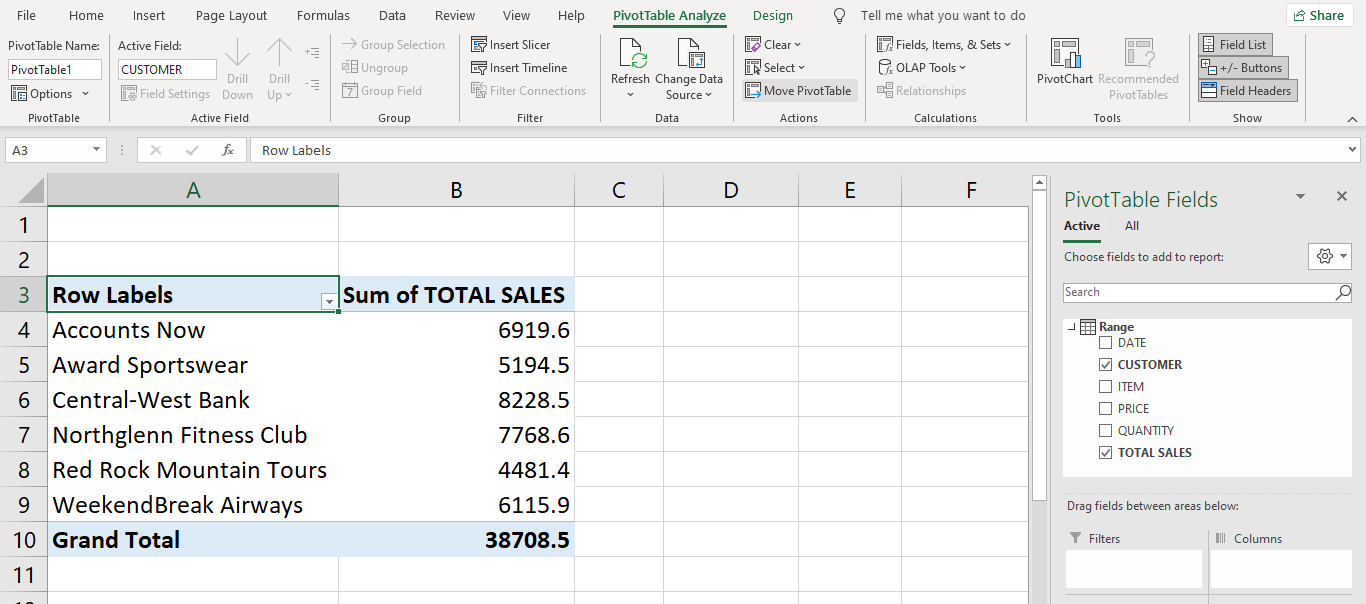 File Home Insert Page Layout Formulas Data Review View Help PivotTable Analyze Design Tell me what you want to do Share
PivotTable Name:
PivotTable1
Options
PivotTable
Active Field:
CUSTOMER
Field Settings
Drill Down
Drill Up
Active Field
Group Selection
Ungroup
7 Group Field
Group
Insert Slicer
Insert Timeline
Filter Connections
Filter
Refresh
Change Data
Source
Data
Clear
Select
Move PivotTable
Actions
Fields, Items, & Sets
OLAP Tools
Relationships
Calculations
PivotChart
Recommended
PivotTables
Tools
Field List
+/- Buttons
Field Headers
Show
A3 fx Row Labels
A B C D E F
1
2
3 Row Labels Sum of TOTAL SALES
4 Accounts Now 6919.6
5 Award Sportswear 5194.5
6 Central-West Bank 8228.5
7 Northglenn Fitness Club 7768.6
8 Red Rock Mountain Tours 4481.4
9 WeekendBreak Airways 6115.9
10 Grand Total 38708.5
11
PivotTable Fields
Active All
Choose fields to add to report:
Search
Range
DATE
CUSTOMER
ITEM
PRICE
QUANTITY
TOTAL SALES
Drag fields between areas below:
Filters Columns